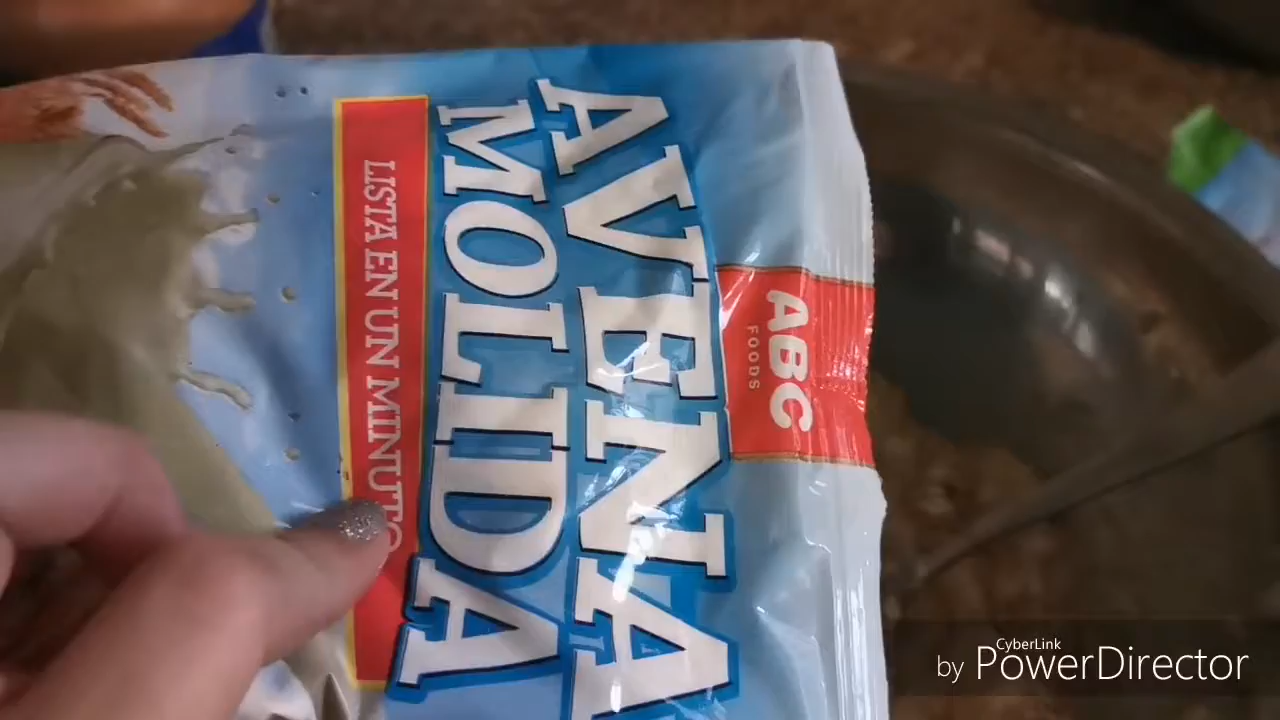 ABC
FOODS
AVENA
MOLIDA
LISTA EN UN MINUTO
CyberLink
by PowerDirector